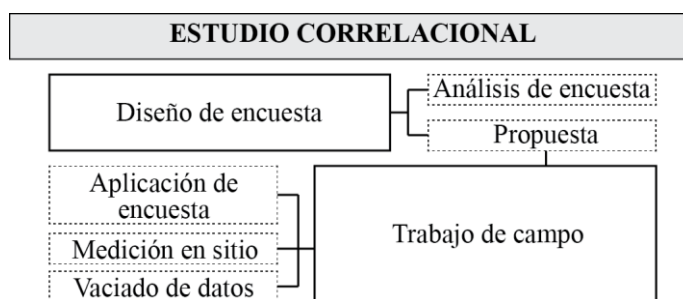 ESTUDIO CORRELACIONAL
Diseño de encuesta
Análisis de encuesta
Propuesta
Aplicación de
encuesta
Medición en sitio
Vaciado de datos
Trabajo de campo